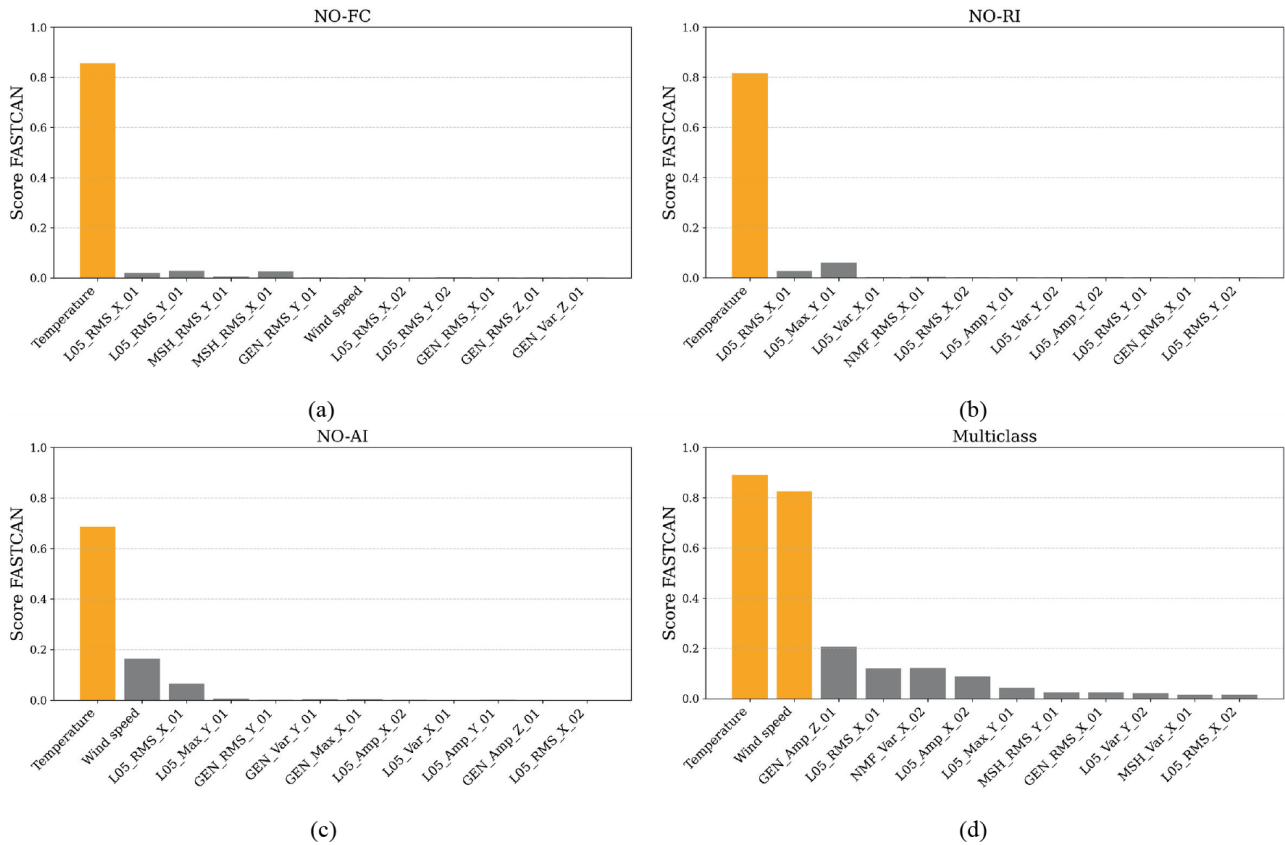 NO-FC
Score FASTCAN
1.0
0.8
0.6
0.4
0.2
0.0
Temperature
L05_RMS_X_01
L05_RMS_Y_01
MSH_RMS_Y_01
MSH_RMS_X_01
GEN_RMS_Y_01
Wind speed
L05_RMS_X_02
L05_RMS_Y_02
GEN_RMS_X_01
GEN_RMS_Z_01
GEN_Var_Z_01
(a)
NO-RI
Score FASTCAN
1.0
0.8
0.6
0.4
0.2
0.0
Temperature
L05_RMS_X_01
L05_Max_Y_01
L05_Var_X_01
NMF_RMS_X_01
L05_RMS_X_02
L05_Amp_Y_01
L05_Var_Y_02
L05_Amp_Y_02
L05_RMS_Y_01
GEN_RMS_X_01
L05_RMS_Y_02
(b)
NO-AI
Score FASTCAN
1.0
0.8
0.6
0.4
0.2
0.0
Temperature
Wind speed
L05_RMS_X_01
L05_Max_Y_01
GEN_RMS_Y_01
GEN_Var_Y_01
GEN_Max_X_01
L05_Amp_X_02
L05_Var_X_01
L05_Amp_Y_01
GEN_Amp_Z_01
L05_RMS_X_02
(c)
Multiclass
Score FASTCAN
1.0
0.8
0.6
0.4
0.2
0.0
Temperature
Wind speed
GEN_Amp_Z_01
L05_RMS_X_01
NMF_Var_X_02
L05_Amp_X_02
L05_Max_Y_01
MSH_RMS_Y_01
GEN_RMS_X_01
L05_Var_Y_02
MSH_Var_X_01
L05_RMS_X_02
(d)